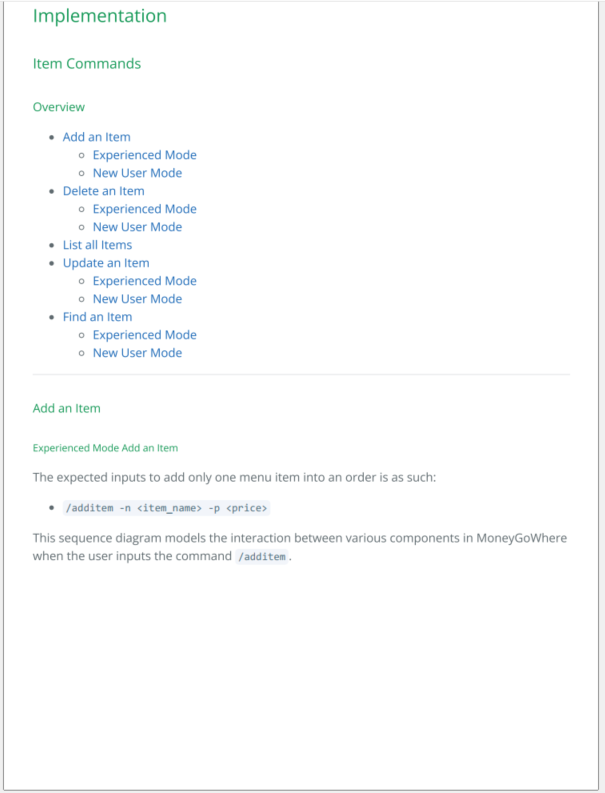 Implementation
Item Commands
Overview
Add an Item
Experienced Mode
New User Mode
Delete an Item
Experienced Mode
New User Mode
List all Items
Update an Item
Experienced Mode
New User Mode
Find an Item
Experienced Mode
New User Mode
Add an Item
Experienced Mode Add an Item
The expected inputs to add only one menu item into an order is as such:
/additem -n <item_name> -p <price>
This sequence diagram models the interaction between various components in MoneyGoWhere
when the user inputs the command /additem.